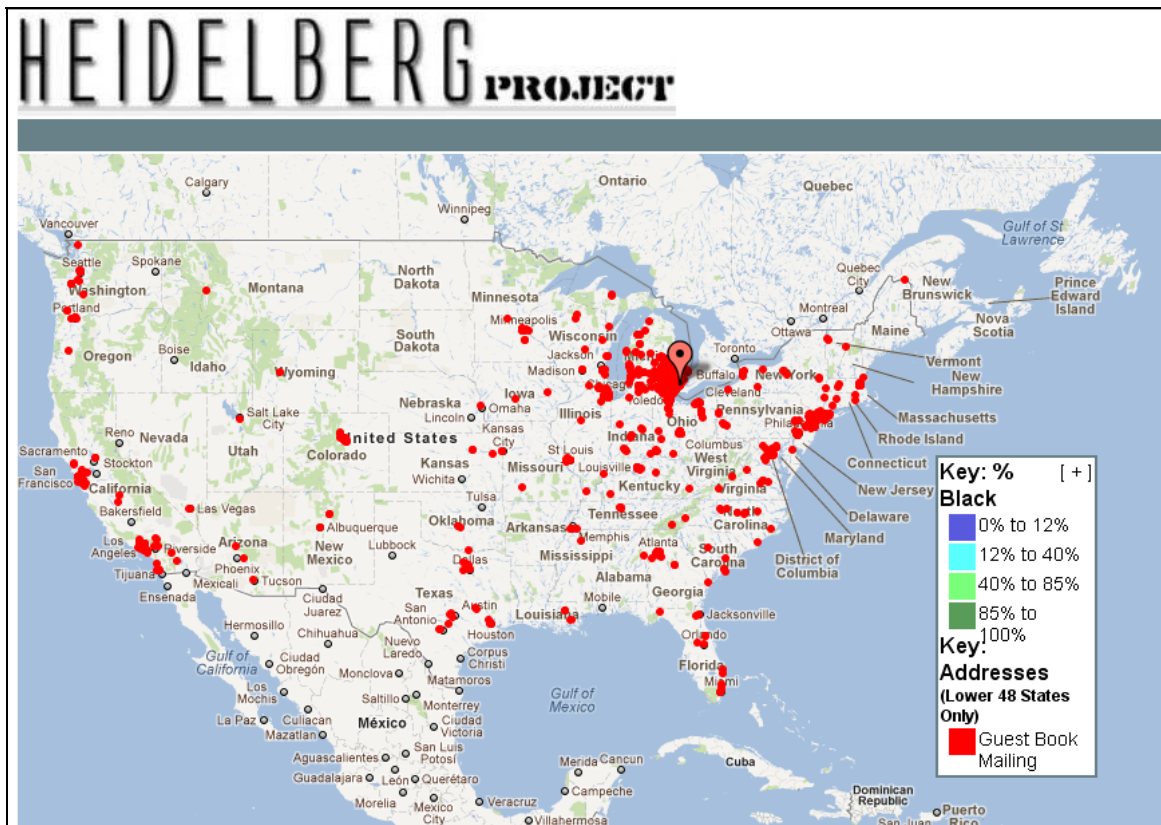 HEIDELBERG PROJECT
Calgary
Ontario
Quebec
Winnipeg
Vancouver
Gulf of St
Lawrence
Seattle
Spokane
Washington
Montana
North
Dakota
Minnesota
Quebec
City
New
Brunswick
Prince
Edward
Island
Nova
Scotia
Montreal
Ottawa
Maine
Portland
Oregon
Boise
Idaho
Wyoming
South
Dakota
Minneapolis
Wisconsin
Jackson
Madison
Toronto
Buffalo
New York
Vermont
New
Hampshire
Massachusetts
Rhode Island
Connecticut
New Jersey
Delaware
Maryland
District of
Columbia
Nebraska
Lincoln
Omaha
Iowa
Illinois
Toledo
Cleveland
Ohio
Pennsylvania
Reno
Nevada
Salt Lake
City
Utah
Colorado
United States
Kansas
City
Kansas
Wichita
Missouri
St Louis
Indiana
Columbus
West
Virginia
Louisville
Kentucky
Virginia
Sacramento
Stockton
San
Francisco
California
Bakersfield
Las Vegas
Los
Angeles
Riverside
Arizona
Phoenix
Tucson
Tijuana
Mexicali
Ensenada
Albuquerque
New
Mexico
Lubbock
Tulsa
Oklahoma
Arkansas
Memphis
Tennessee
North
Carolina
Atlanta
South
Carolina
Mississippi
Alabama
Georgia
Dallas
Texas
Austin
San
Antonio
Houston
Louisiana
Mobile
Jacksonville
Orlando
Florida
Miami
Ciudad
Juarez
Hermosillo
Chihuahua
Nuevo
Laredo
Corpus
Christi
Gulf of
California
Ciudad
Obregón
Monclova
Matamoros
Los
Mochis
Saltillo
Monterrey
Gulf of
Mexico
La Paz
Culiacan
Mazatlan
México
Ciudad
Victoria
Aguascalientes
San Luis
Potosí
Guadalajara
León
Querétaro
Morelia
Mexico
City
Veracruz
Merida
Cancun
Campeche
Villahermosa
Cuba
Dominican
Republic
Puerto
Rico
San Juan
Key: %
[ + ]
Black
0% to 12%
12% to 40%
40% to 85%
85% to
100%
Key:
Addresses
(Lower 48 States
Only)
Guest Book
Mailing